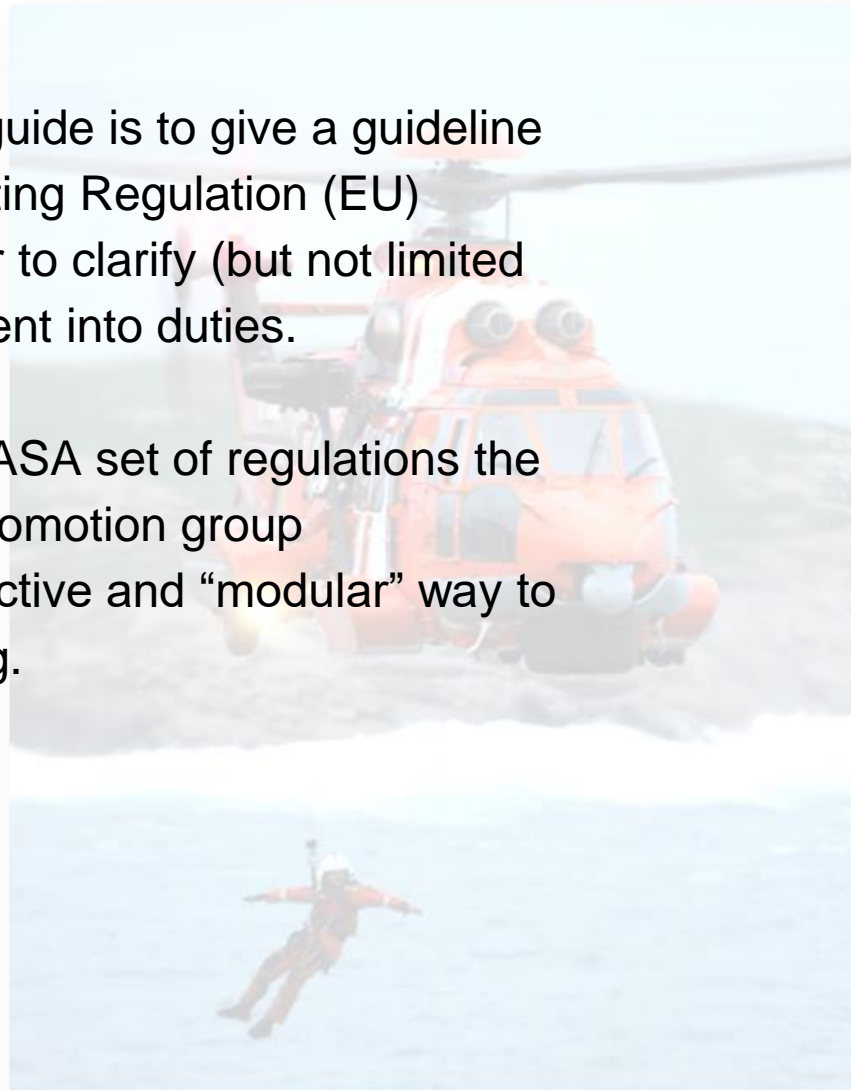 guide is to give a guideline
ting Regulation (EU)
r to clarify (but not limited
ent into duties.
ASA set of regulations the
omotion group
ctive and “modular” way to
g.